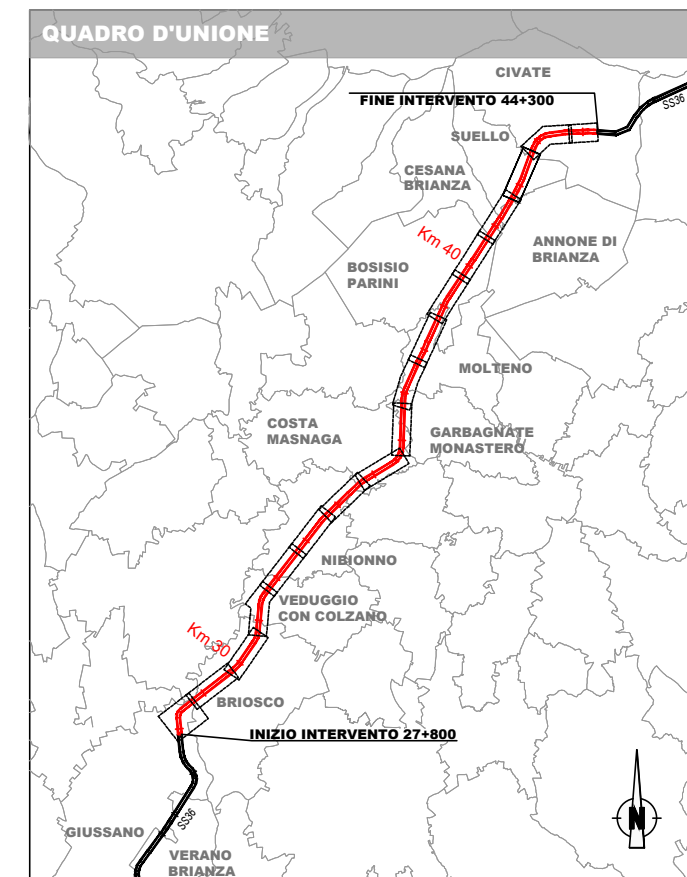 QUADRO D'UNIONE
CIVATE
FINE INTERVENTO 44+300
SS36
SUELLO
CESANA
BRIANZA
Km 40
ANNONE DI
BRIANZA
BOSISIO
PARINI
MOLTENO
COSTA
MASNAGA
GARBAGNATE
MONASTERO
NIBIONNO
VEDUGGIO
CON COLZANO
Km 30
BRIOSCO
INIZIO INTERVENTO 27+800
N
GIUSSANO
SS36
VERANO
BRIANZA